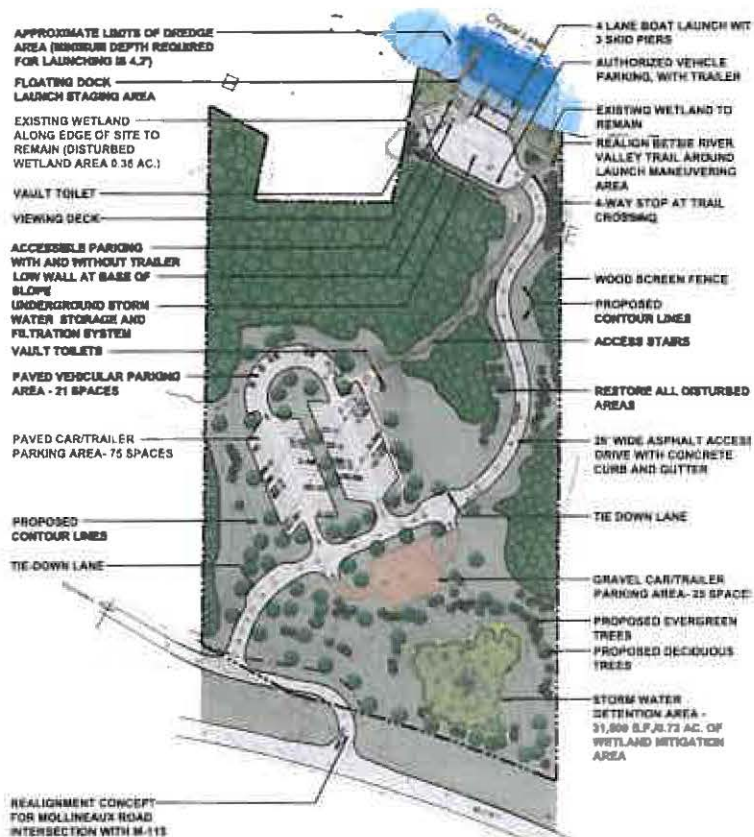 Crystal Lake
APPROXIMATE LIMITS OF DREDGE
AREA (MINIMUM DEPTH REQUIRED
FOR LAUNCHING IS 4.2')
FLOATING DOCK
LAUNCH STAGING AREA
EXISTING WETLAND
ALONG EDGE OF SITE TO
REMAIN (DISTURBED
WETLAND AREA 0.35 AC.)
VAULT TOILET
VIEWING DECK
ACCESSIBLE PARKING
WITH AND WITHOUT TRAILER
LOW WALL AT BASE OF
SLOPE
UNDERGROUND STORM
WATER STORAGE AND
FILTRATION SYSTEM
VAULT TOILETS
PAVED VEHICULAR PARKING
AREA - 21 SPACES
PAVED CAR/TRAILER
PARKING AREA- 75 SPACES
PROPOSED
CONTOUR LINES
TIE-DOWN LANE
REALIGNMENT CONCEPT
FOR MOLLINEAUX ROAD
INTERSECTION WITH M-115
4 LANE BOAT LAUNCH WIT
3 SKID PIERS
AUTHORIZED VEHICLE
PARKING, WITH TRAILER
EXISTING WETLAND TO
REMAIN
REALIGN BETSIE RIVER
VALLEY TRAIL AROUND
LAUNCH MANEUVERING
AREA
4-WAY STOP AT TRAIL
CROSSING
WOOD SCREEN FENCE
PROPOSED
CONTOUR LINES
ACCESS STAIRS
RESTORE ALL DISTURBED
AREAS
WIDE ASPHALT ACCESS
DRIVE WITH CONCRETE
CURB AND GUTTER
TIE DOWN LANE
GRAVEL CAR/TRAILER
PARKING AREA- 25 SPACE
PROPOSED EVERGREEN
TREES
PROPOSED DECIDUOUS
TREES
STORM WATER
DETENTION AREA -
S.F./0.73 AC. OF
WETLAND MITIGATION
AREA